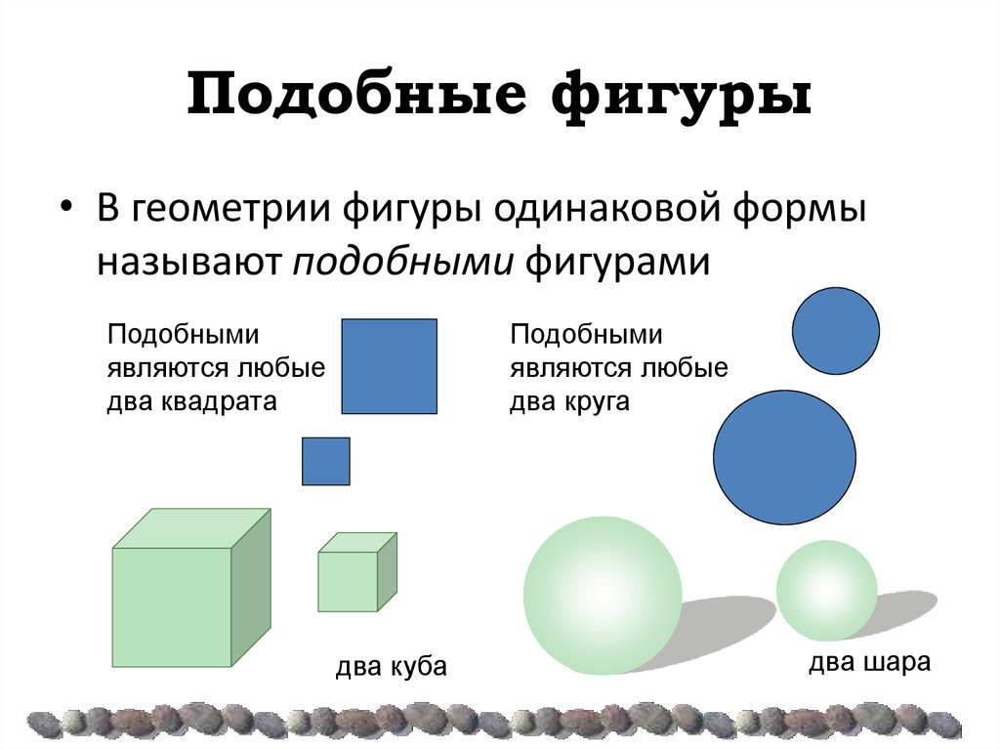 Подобные фигуры
• В геометрии фигуры одинаковой формы
называют подобными фигурами
Подобными
являются любые
два квадрата
Подобными
являются любые
два круга
два куба
два шара